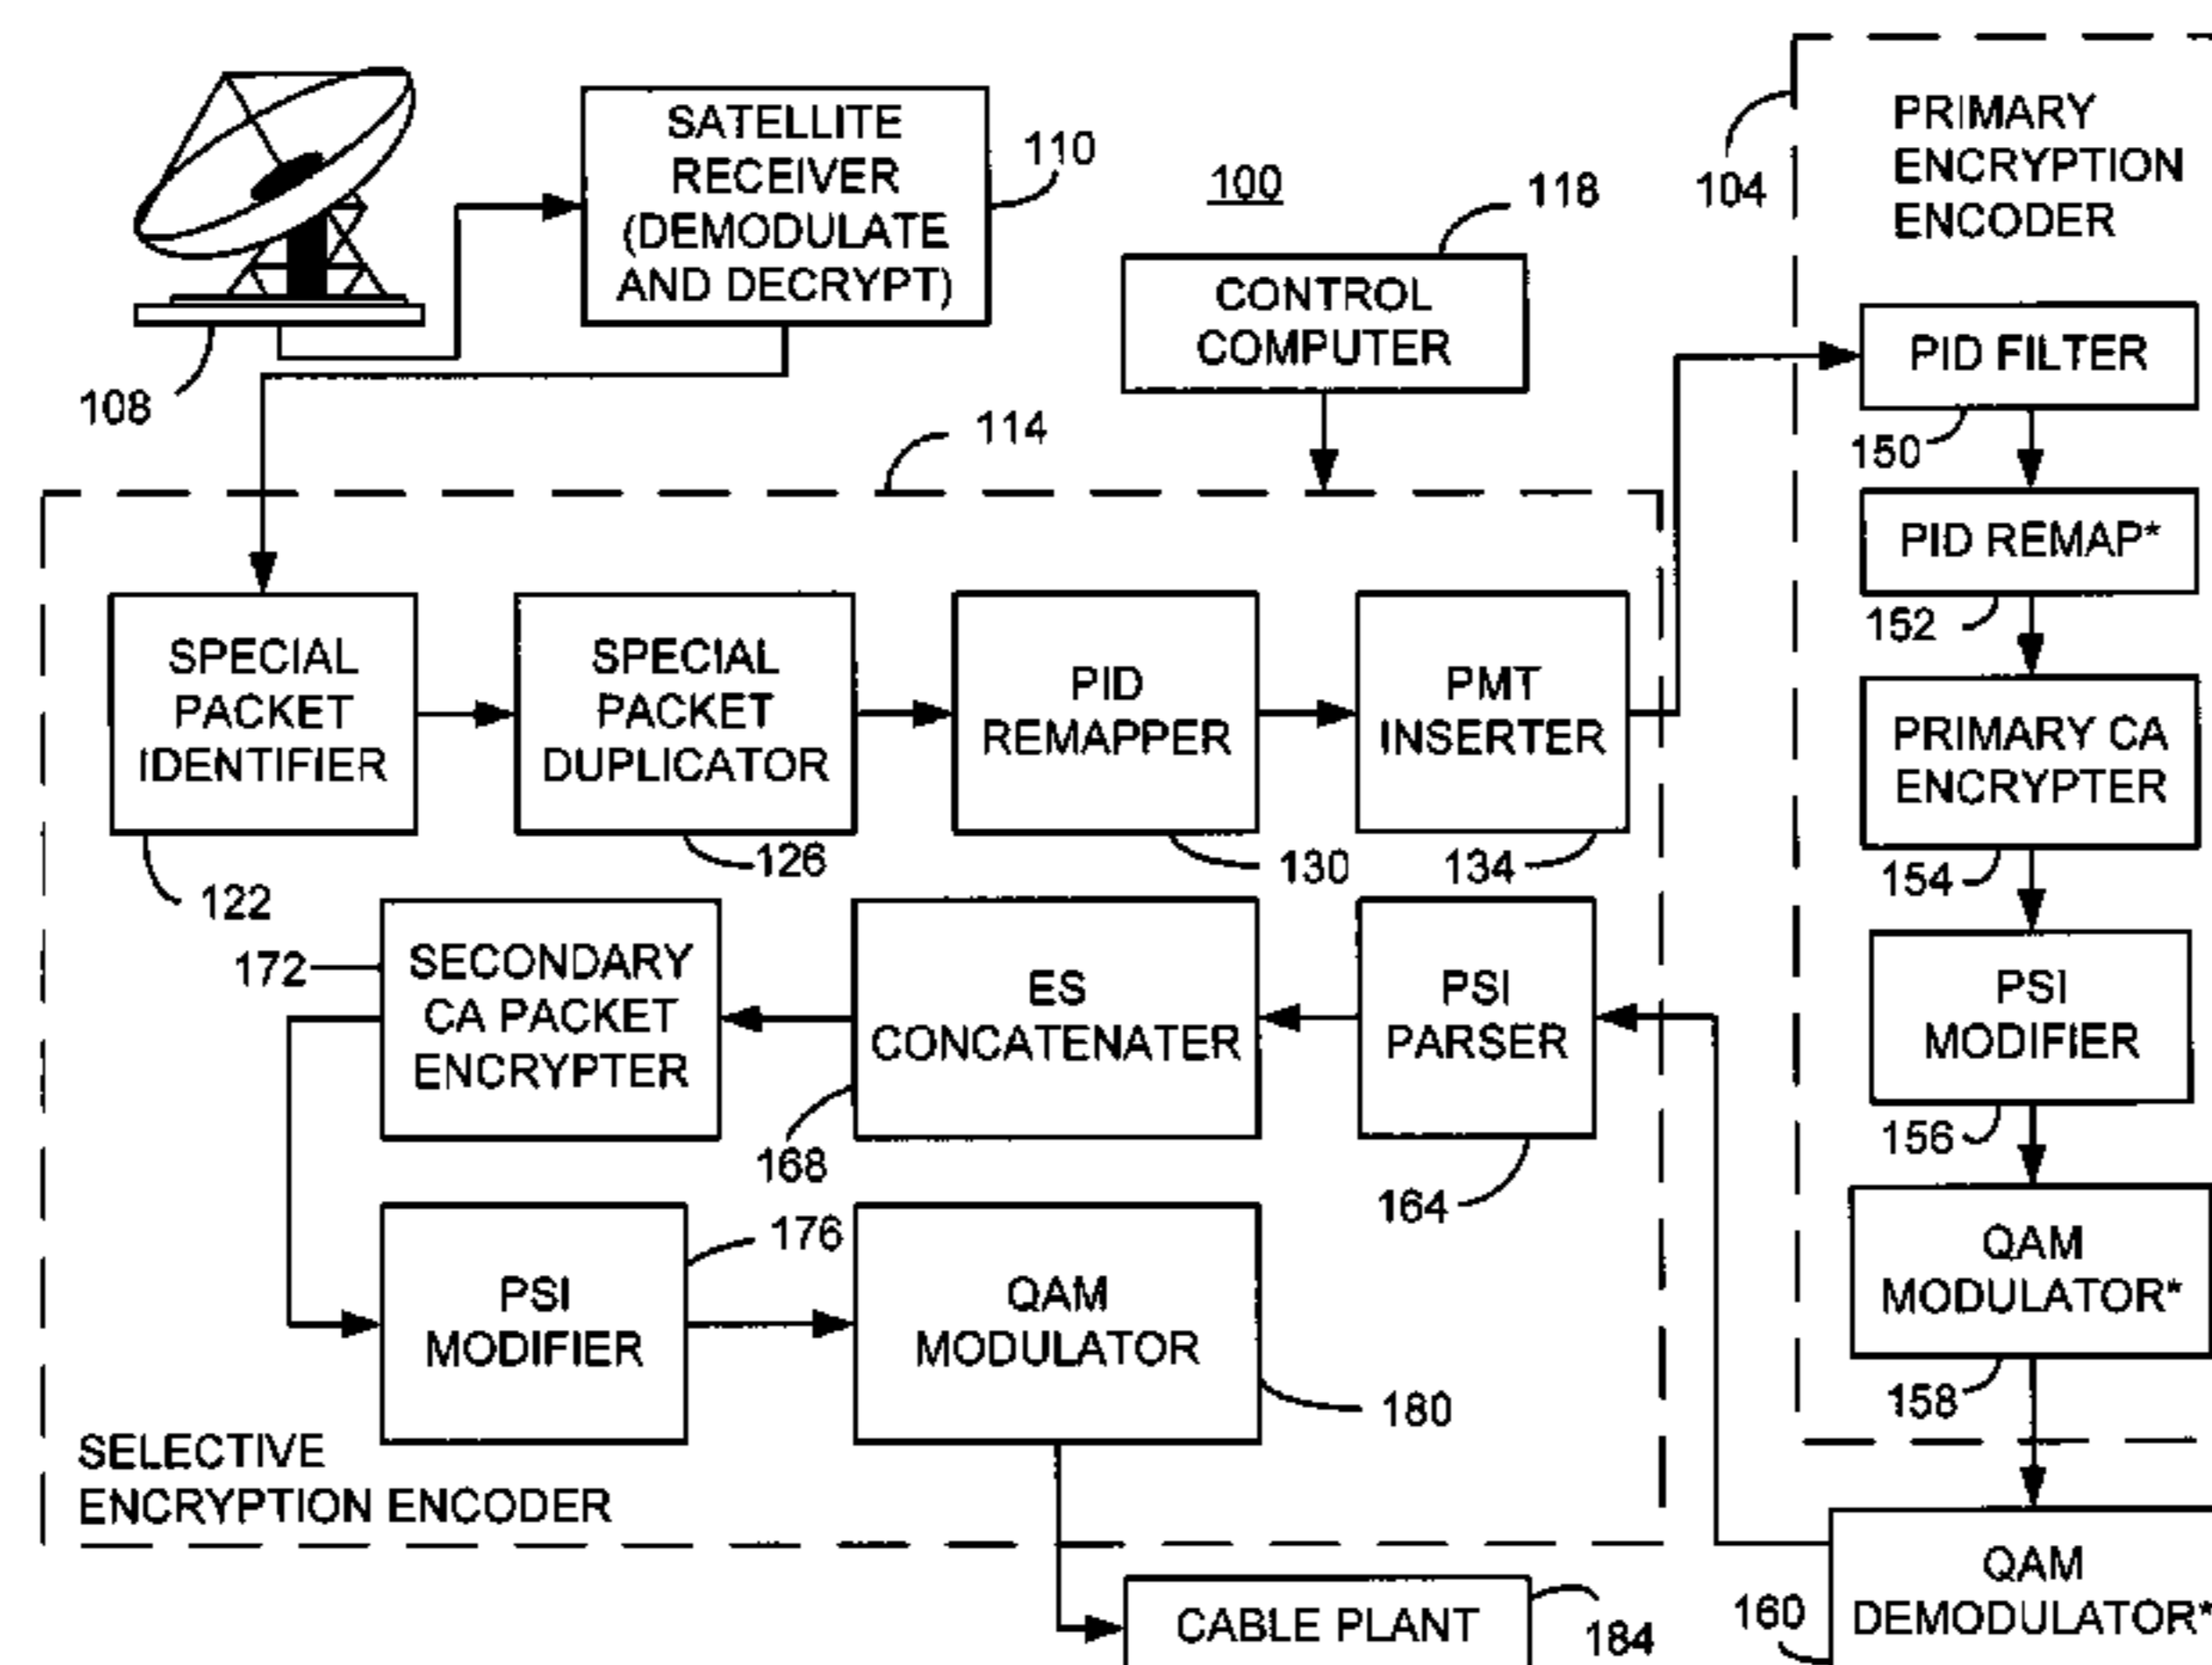 SATELLITE
RECEIVER
(DEMODULATE
AND DECRYPT)
110
100
118
104
PRIMARY
ENCRYPTION
ENCODER
CONTROL
COMPUTER
108
PID FILTER
150
114
PID REMAP*
152
SPECIAL
PACKET
IDENTIFIER
122
SPECIAL
PACKET
DUPLICATOR
126
PID
REMAPPER
130
PMT
INSERTER
134
PRIMARY CA
ENCRYPTER
154
172
SECONDARY
CA PACKET
ENCRYPTER
ES
CONCATENATER
168
PSI
PARSER
164
PSI
MODIFIER
156
PSI
MODIFIER
176
QAM
MODULATOR
180
QAM
MODULATOR*
158
SELECTIVE
ENCRYPTION ENCODER
CABLE PLANT
184
160
QAM
DEMODULATOR*